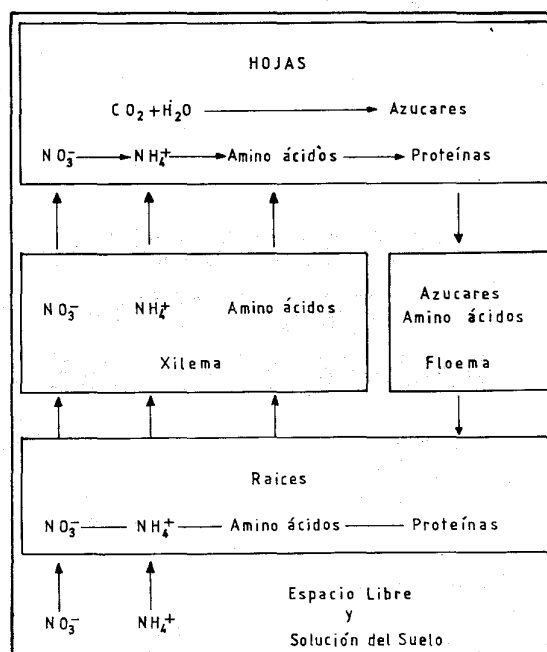 HOJAS
CO₂+H₂O → Azucares
NO₃⁻ → NH₄⁺ → Amino ácidos → Proteínas
NO₃⁻ NH₄⁺ Amino ácidos
Xilema
Azucares
Amino ácidos
Floema
Raices
NO₃⁻ — NH₄⁺ — Amino ácidos — Proteínas
NO₃⁻ NH₄⁺
Espacio Libre
y
Solución del Suelo